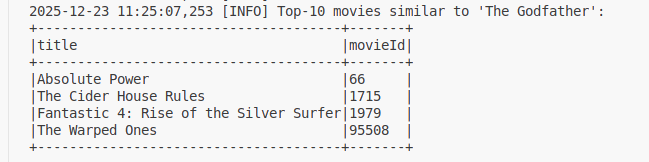 2025-12-23 11:25:07,253 [INFO] Top-10 movies similar to 'The Godfather':
+------------------------------------+-------+
|title                               |movieId|
+------------------------------------+-------+
|Absolute Power                      |66     |
|The Cider House Rules               |1715   |
|Fantastic 4: Rise of the Silver Surfer|1979   |
|The Warped Ones                     |95508  |
+------------------------------------+-------+